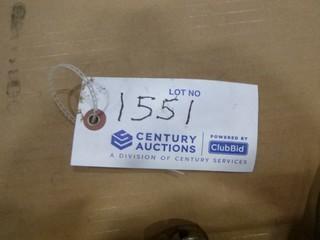 LOT NO
1551
CENTURY AUCTIONS
POWERED BY
ClubBid
A DIVISION OF CENTURY SERVICES